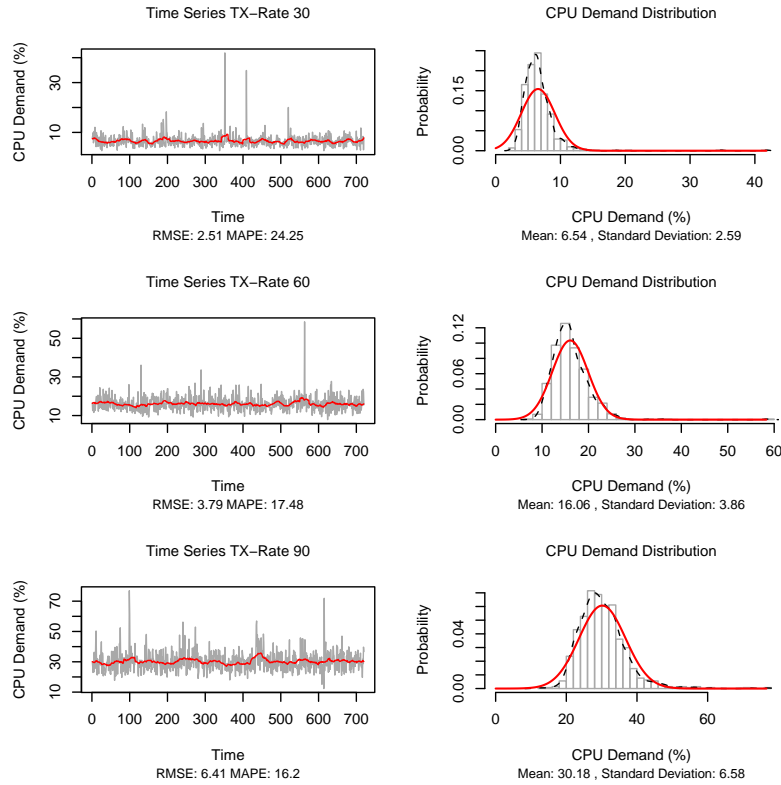 Time Series TX−Rate 30
CPU Demand (%)
10 30
0 100 200 300 400 500 600 700
Time
RMSE: 2.51 MAPE: 24.25
CPU Demand Distribution
Probability
0.00 0.15
0 10 20 30 40
CPU Demand (%)
Mean: 6.54 , Standard Deviation: 2.59
Time Series TX−Rate 60
CPU Demand (%)
10 30 50
0 100 200 300 400 500 600 700
Time
RMSE: 3.79 MAPE: 17.48
CPU Demand Distribution
Probability
0.00 0.06 0.12
0 10 20 30 40 50 60
CPU Demand (%)
Mean: 16.06 , Standard Deviation: 3.86
Time Series TX−Rate 90
CPU Demand (%)
10 30 50 70
0 100 200 300 400 500 600 700
Time
RMSE: 6.41 MAPE: 16.2
CPU Demand Distribution
Probability
0.00 0.04
0 20 40 60
CPU Demand (%)
Mean: 30.18 , Standard Deviation: 6.58